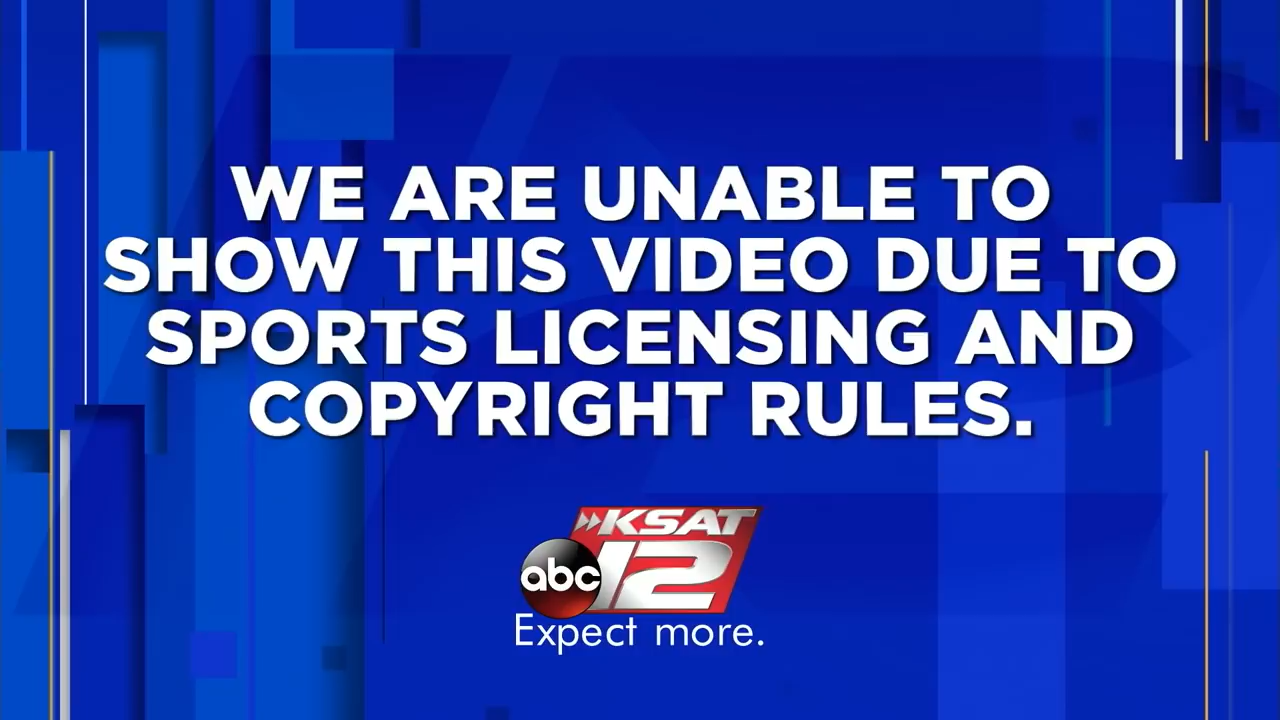 WE ARE UNABLE TO
SHOW THIS VIDEO DUE TO
SPORTS LICENSING AND
COPYRIGHT RULES.
KSAT
abc 12
Expect more.